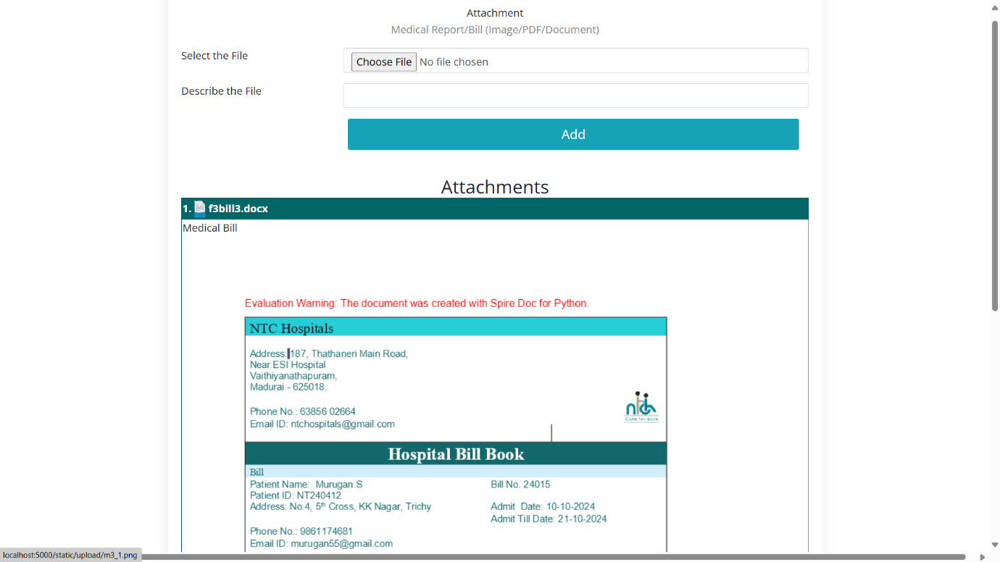 Attachment
Medical Report/Bill (Image/PDF/Document)
Select the File
Choose File No file chosen
Describe the File
Add
Attachments
1. f3bill3.docx
Medical Bill
Evaluation Warning: The document was created with Spire.Doc for Python.
NTC Hospitals
Address: 187, Thathaneri Main Road,
Near ESI Hospital
Vaithiyanathapuram,
Madurai - 625018.
Phone No.: 63856 02664
Email ID: ntchospitals@gmail.com
ntc
Cure for sure
Hospital Bill Book
Bill
Patient Name: Murugan.S Bill No. 24015
Patient ID: NT240412
Address: No.4, 5th Cross, KK Nagar, Trichy Admit Date: 10-10-2024
Admit Till Date: 21-10-2024
Phone No.: 9861174681
Email ID: murugan55@gmail.com
localhost:5000/static/upload/m3_1.png